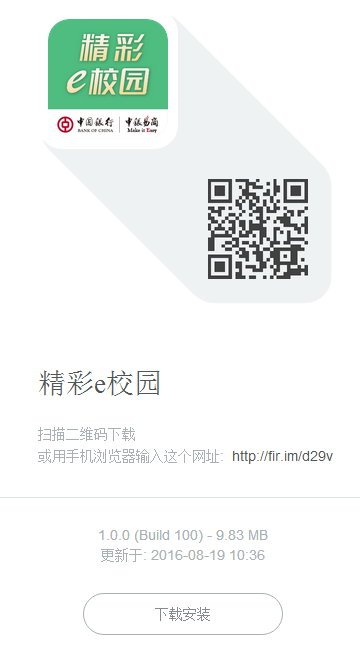 精彩
e校园
中国银行 中银易商
BANK OF CHINA Make it Easy
精彩e校园
扫描二维码下载
或用手机浏览器输入这个网址: http://fir.im/d29v
1.0.0 (Build 100) - 9.83 MB
更新于: 2016-08-19 10:36
下载安装